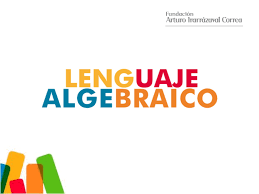 Fundación
Arturo Irarrázaval Correa
LENGUAJE
ALGEBRAICO